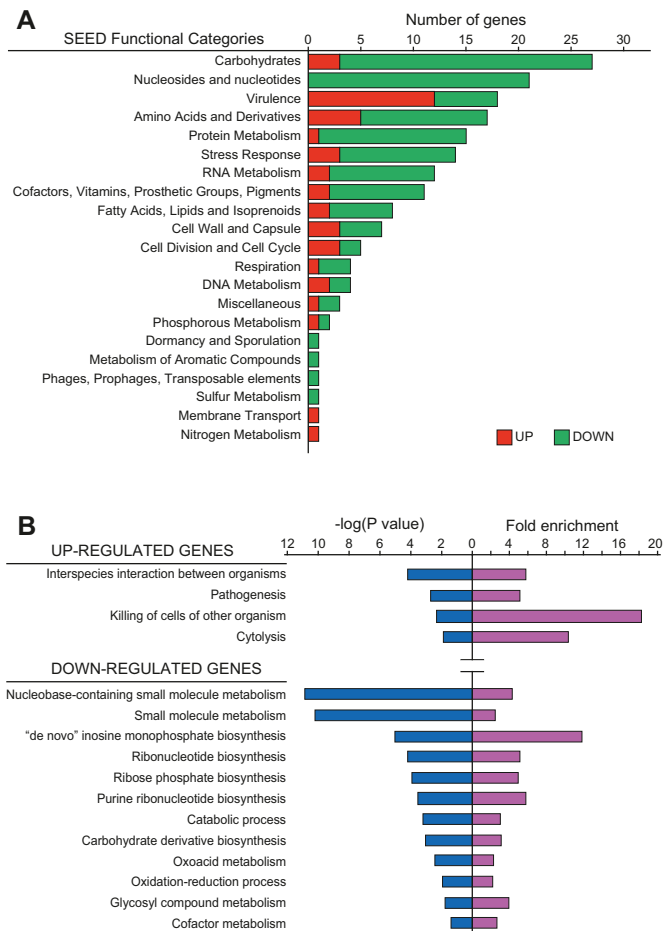 A
Number of genes
SEED Functional Categories
0 5 10 15 20 25 30
Carbohydrates
Nucleosides and nucleotides
Virulence
Amino Acids and Derivatives
Protein Metabolism
Stress Response
RNA Metabolism
Cofactors, Vitamins, Prosthetic Groups, Pigments
Fatty Acids, Lipids and Isoprenoids
Cell Wall and Capsule
Cell Division and Cell Cycle
Respiration
DNA Metabolism
Miscellaneous
Phosphorous Metabolism
Dormancy and Sporulation
Metabolism of Aromatic Compounds
Phages, Prophages, Transposable elements
Sulfur Metabolism
Membrane Transport
Nitrogen Metabolism
UP DOWN
B
-log(P value) Fold enrichment
UP-REGULATED GENES
12 10 8 6 4 2 0 4 8 12 16 20
Interspecies interaction between organisms
Pathogenesis
Killing of cells of other organism
Cytolysis
DOWN-REGULATED GENES
Nucleobase-containing small molecule metabolism
Small molecule metabolism
“de novo” inosine monophosphate biosynthesis
Ribonucleotide biosynthesis
Ribose phosphate biosynthesis
Purine ribonucleotide biosynthesis
Catabolic process
Carbohydrate derivative biosynthesis
Oxoacid metabolism
Oxidation-reduction process
Glycosyl compound metabolism
Cofactor metabolism